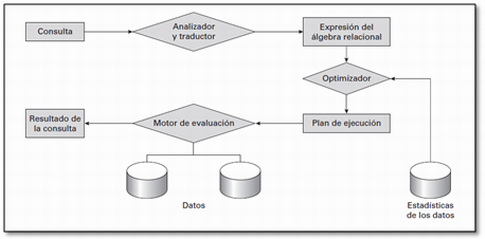 Consulta
Analizador
y traductor
Expresión del
álgebra relacional
Optimizador
Resultado de
la consulta
Motor de evaluación
Plan de ejecución
Datos
Estadísticas
de los datos